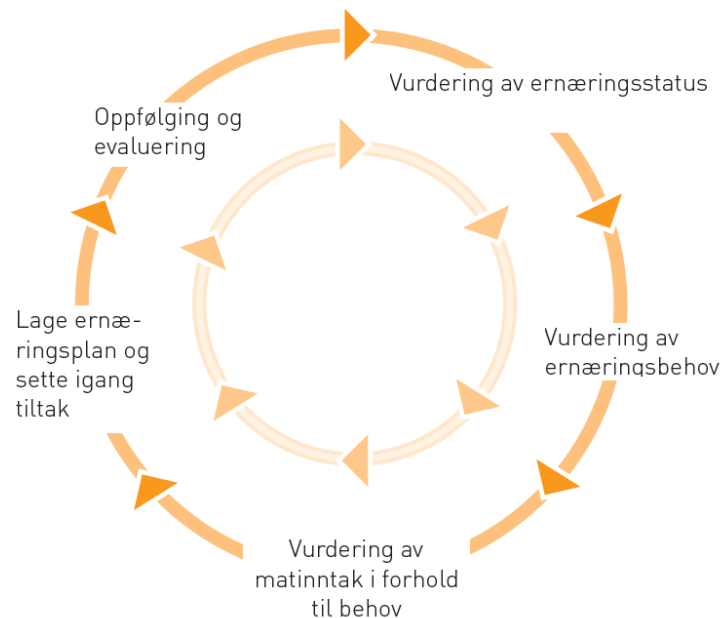 Vurdering av ernæringsstatus
Vurdering av
ernæringsbehov
Vurdering av
matinntak i forhold
til behov
Lage ernæ-
ringsplan og
sette igang
tiltak
Oppfølging og
evaluering